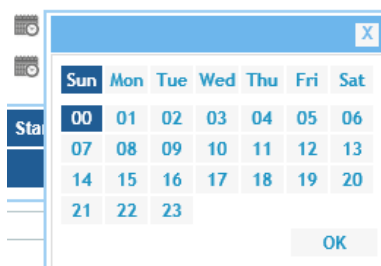 X
Sun Mon Tue Wed Thu Fri Sat
00 01 02 03 04 05 06
Sta
07 08 09 10 11 12 13
14 15 16 17 18 19 20
21 22 23
OK